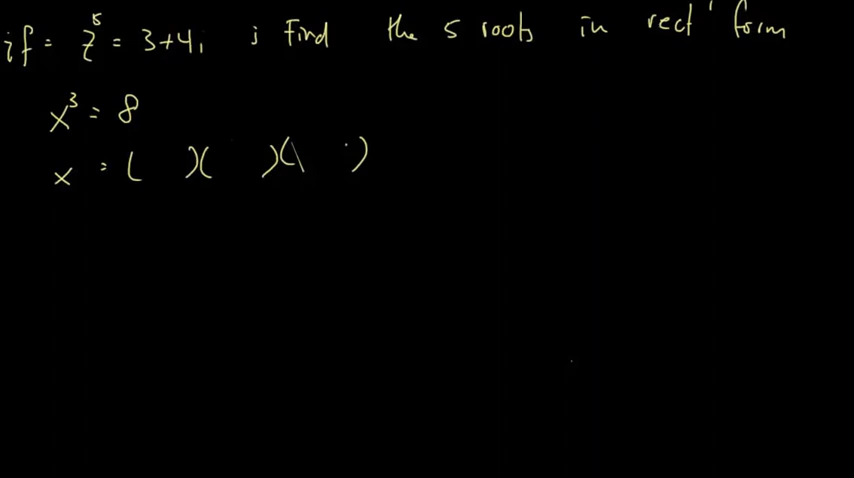 if = z⁵ = 3+4i ; Find the 5 roots in rect' form
x³ = 8
x = ( )( )( )